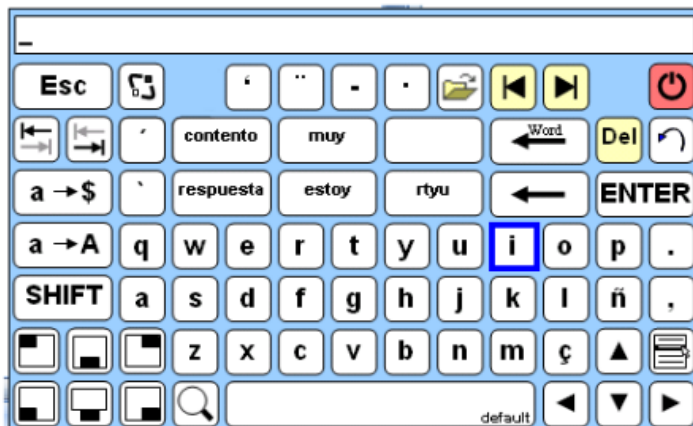 _
Esc ‘ ¨ - ·
´ contento muy Word Del
a→$ ` respuesta estoy rtyu ← ENTER
a→A q w e r t y u i o p .
SHIFT a s d f g h j k l ñ ,
z x c v b n m ç ▲
default ◄ ▼ ►